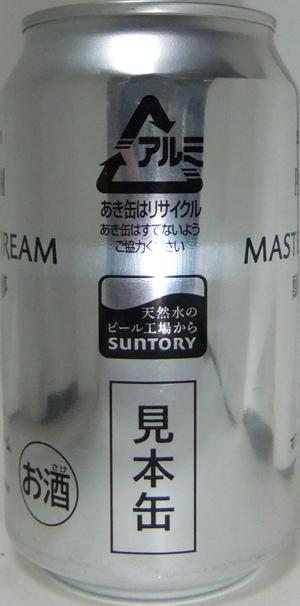 アルミ
あき缶はリサイクル
あき缶はすてないよう
ご協力ください
REAM
MAST
夢
天然水の
ビール工場から
SUNTORY
見本缶
さけ
お酒